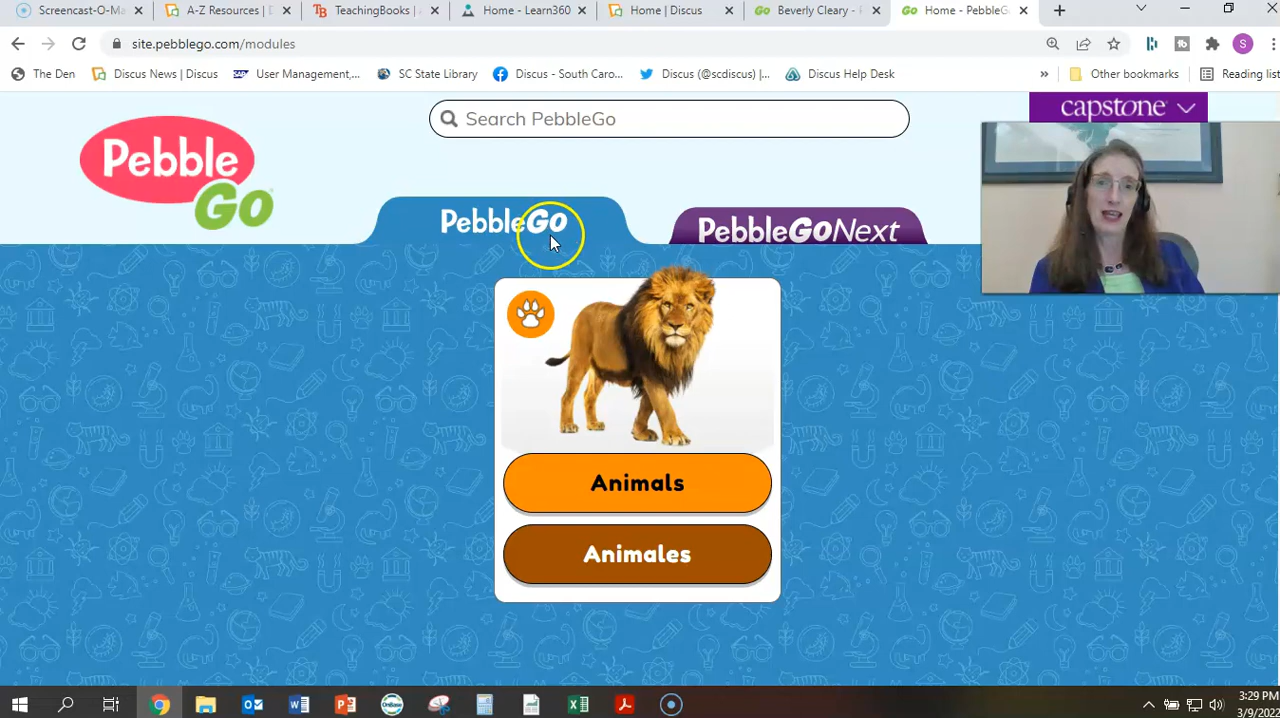 Screencast-O-Ma
A-Z Resources | D
TeachingBooks | 
Home - Learn360
Home | Discus
Beverly Cleary - P
Home - PebbleG
site.pebblego.com/modules
S
The Den
Discus News | Discus
User Management,...
SC State Library
Discus - South Caro...
Discus (@scdiscus) |...
Discus Help Desk
»
Other bookmarks
Reading list
Search PebbleGo
capstone
Pebble
Go
PebbleGo
PebbleGoNext
Animals
Animales
3:29 PM
3/9/2022